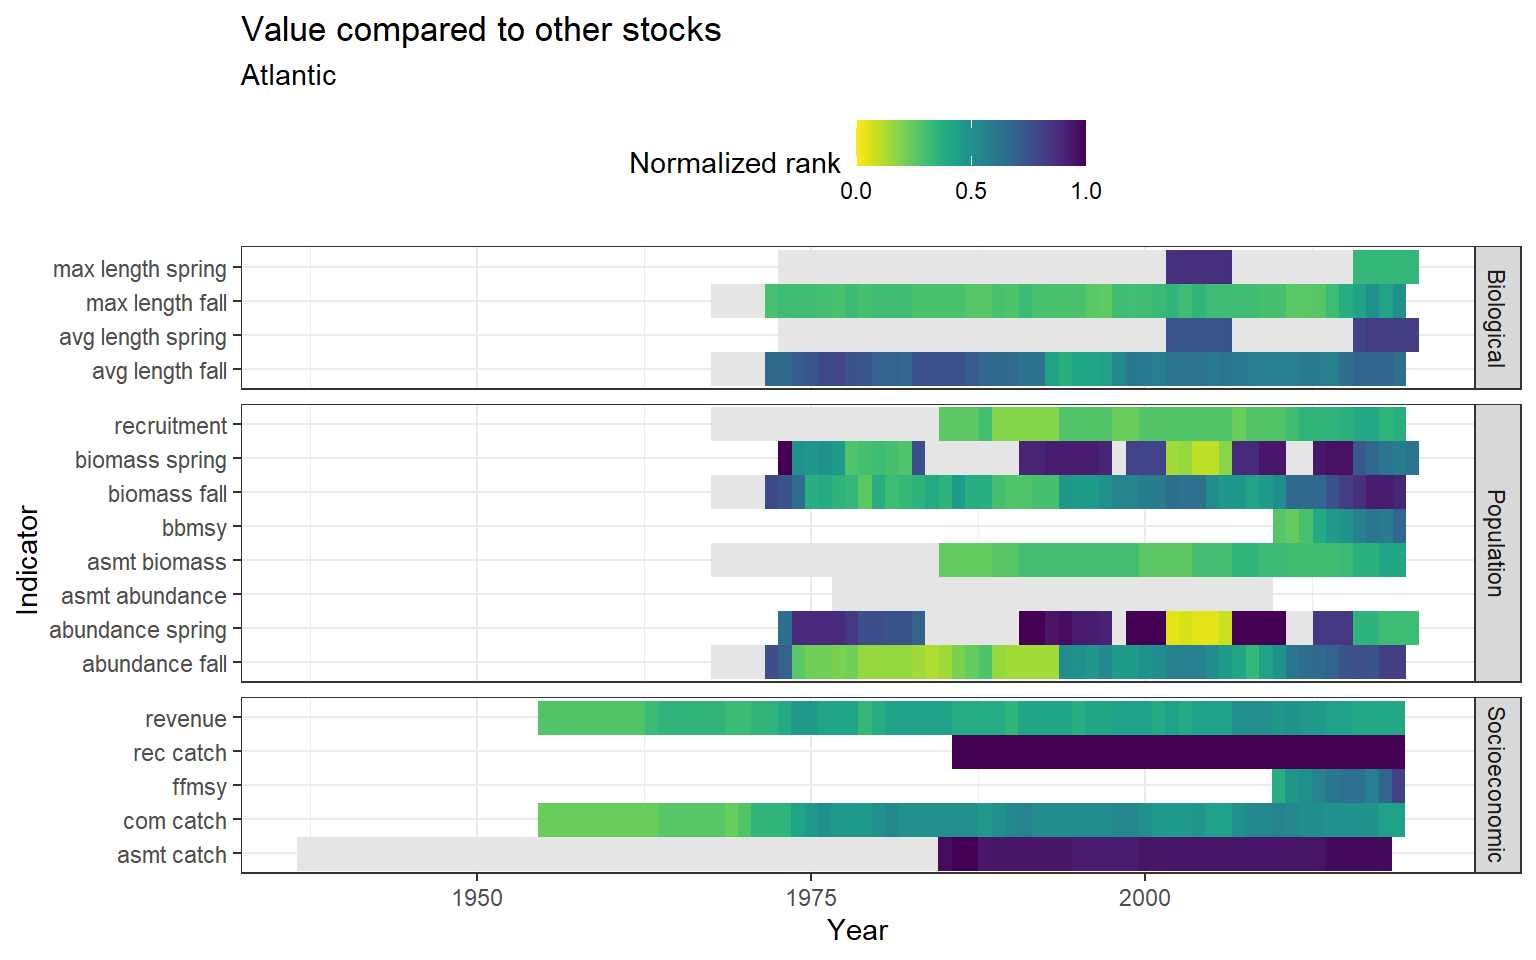 Value compared to other stocks
Atlantic
Normalized rank
0.0 0.5 1.0
Indicator
max length spring
max length fall
avg length spring
avg length fall
Biological
recruitment
biomass spring
biomass fall
bbmsy
asmt biomass
asmt abundance
abundance spring
abundance fall
Population
revenue
rec catch
ffmsy
com catch
asmt catch
Socioeconomic
1950 1975 2000
Year